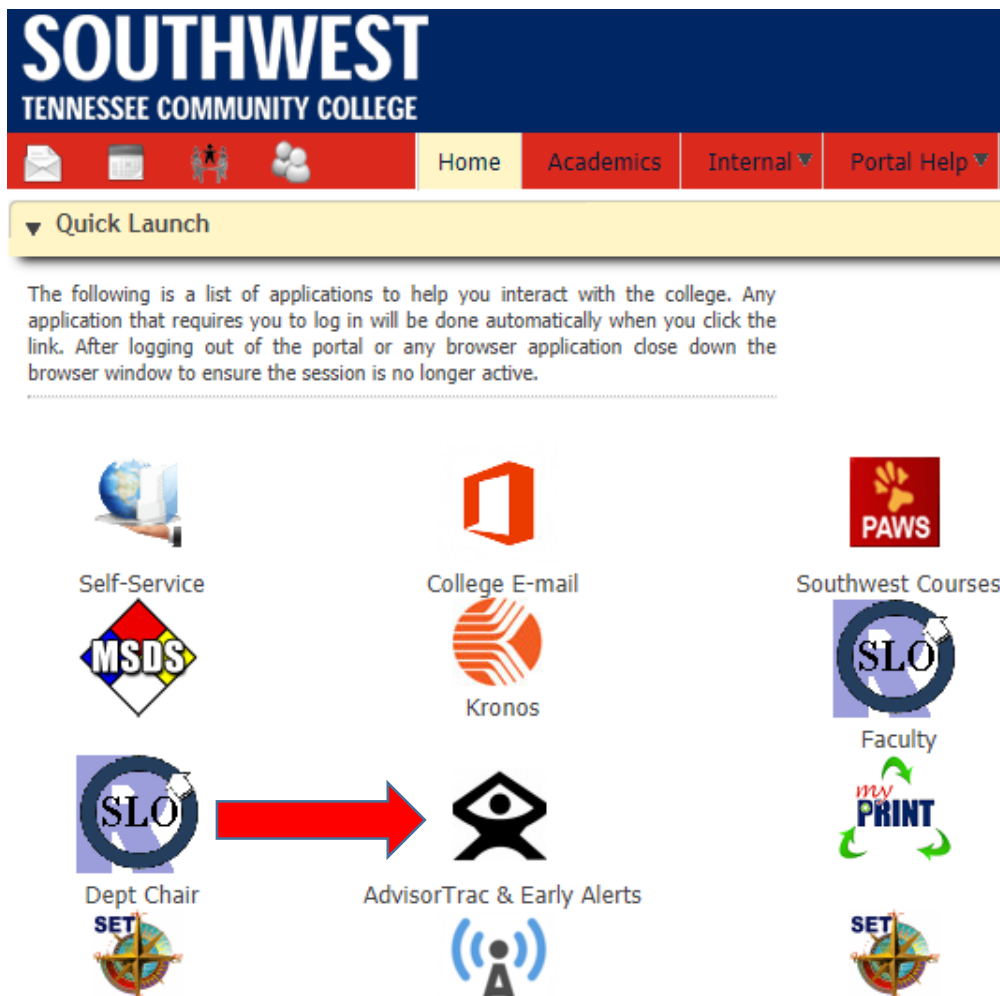 SOUTHWEST
TENNESSEE COMMUNITY COLLEGE
Home Academics Internal Portal Help
Quick Launch
The following is a list of applications to help you interact with the college. Any
application that requires you to log in will be done automatically when you click the
link. After logging out of the portal or any browser application close down the
browser window to ensure the session is no longer active.
PAWS
Self-Service College E-mail Southwest Courses
MSDS SLO
Kronos
Faculty
SLO my
PRINT
Dept Chair AdvisorTrac & Early Alerts
SET SET